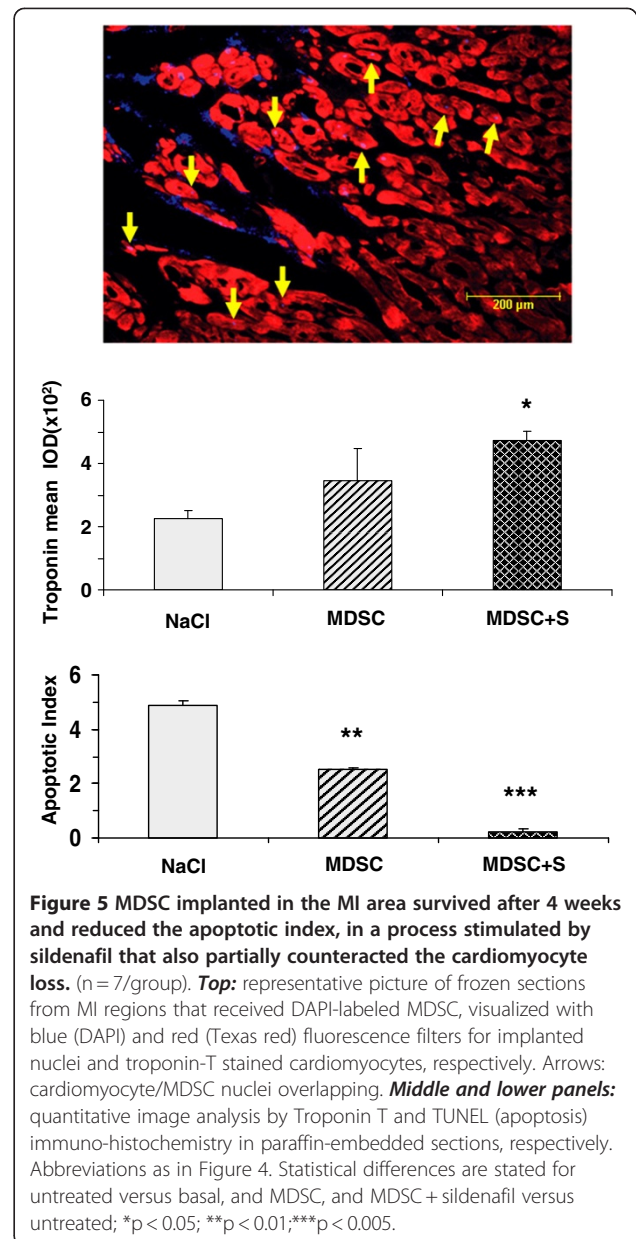 200 µm
Troponin mean IOD(x10²)
6
4
2
0
*
NaCl
MDSC
MDSC+S
Apoptotic Index
6
4
2
0
**
***
NaCl
MDSC
MDSC+S
Figure 5 MDSC implanted in the MI area survived after 4 weeks
and reduced the apoptotic index, in a process stimulated by
sildenafil that also partially counteracted the cardiomyocyte
loss. (n = 7/group). Top: representative picture of frozen sections
from MI regions that received DAPI-labeled MDSC, visualized with
blue (DAPI) and red (Texas red) fluorescence filters for implanted
nuclei and troponin-T stained cardiomyocytes, respectively. Arrows:
cardiomyocyte/MDSC nuclei overlapping. Middle and lower panels:
quantitative image analysis by Troponin T and TUNEL (apoptosis)
immuno-histochemistry in paraffin-embedded sections, respectively.
Abbreviations as in Figure 4. Statistical differences are stated for
untreated versus basal, and MDSC, and MDSC + sildenafil versus
untreated; *p < 0.05; **p < 0.01;***p < 0.005.